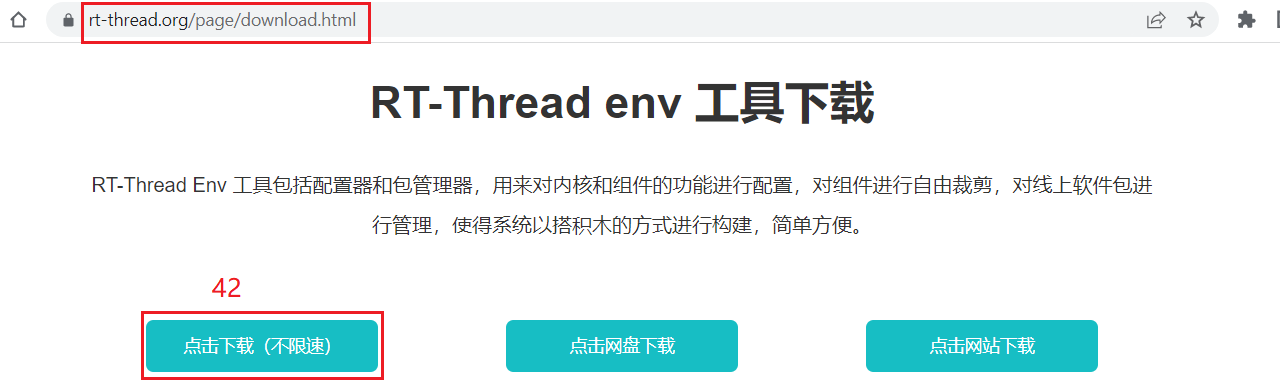 rt-thread.org/page/download.html
RT-Thread env 工具下载
RT-Thread Env 工具包括配置器和包管理器，用来对内核和组件的功能进行配置，对组件进行自由裁剪，对线上软件包进
行管理，使得系统以搭积木的方式进行构建，简单方便。
42
点击下载（不限速）
点击网盘下载
点击网站下载